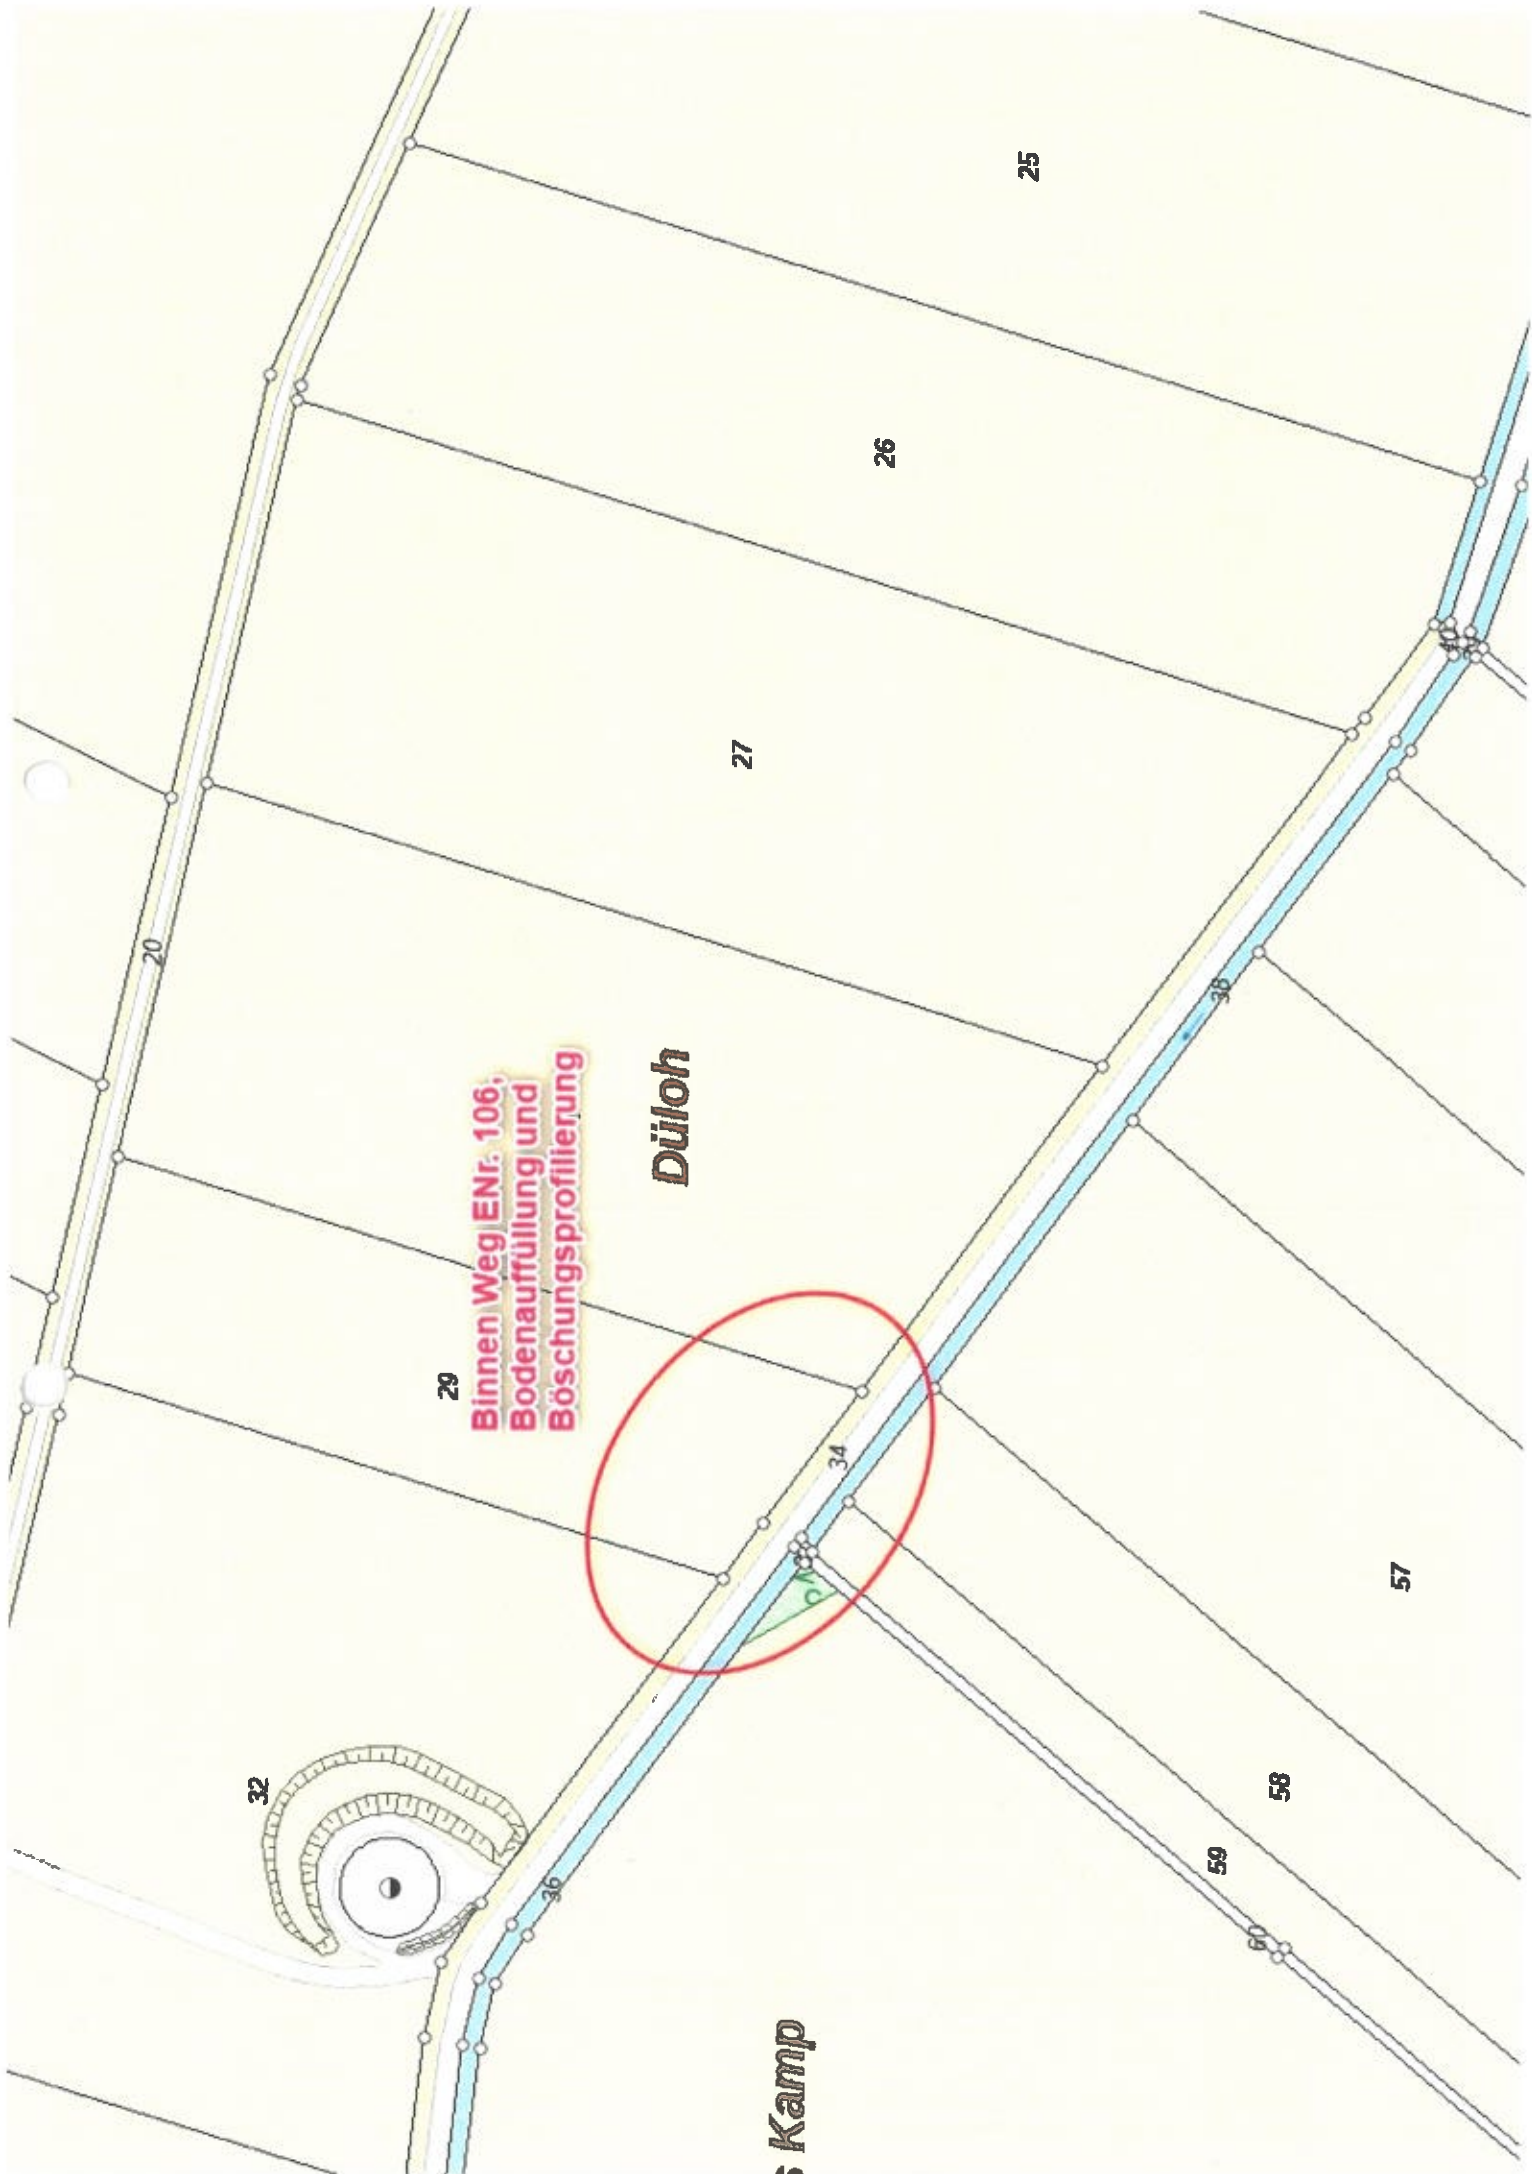 25
26
27
20
38
Düloh
Binnen Weg ENr. 106,
Bodenauffüllung und
Böschungsprofilierung
29
34
57
32
58
59
36
60
s Kamp